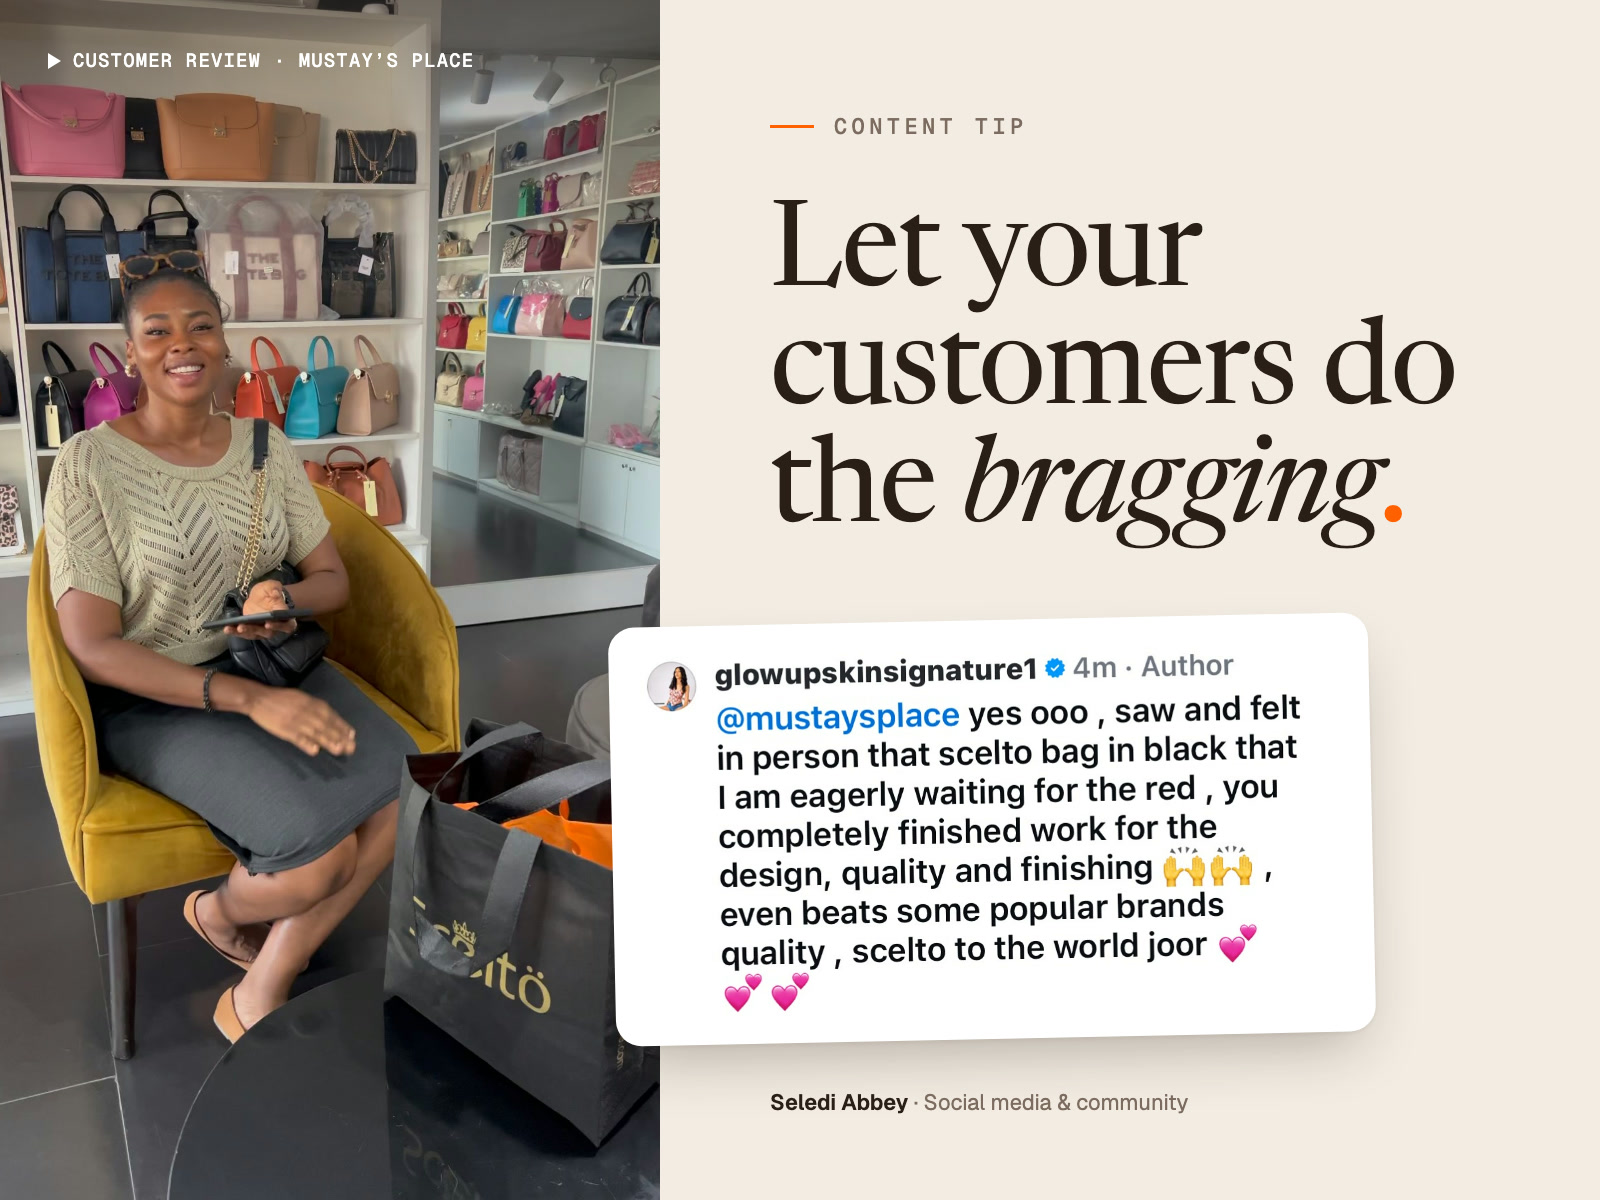 ▶ CUSTOMER REVIEW · MUSTAY’S PLACE
CONTENT TIP
Let your
customers do
the bragging.
THE
TOTE BAG
glowupskinsignature1 4m · Author
@mustaysplace yes ooo , saw and felt
in person that scelto bag in black that
I am eagerly waiting for the red , you
completely finished work for the
design, quality and finishing 🙌🙌 ,
even beats some popular brands
quality , scelto to the world joor 💕
💕 💕
Seledi Abbey · Social media & community